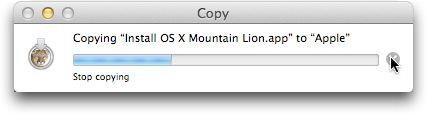 Copy
Copying “Install OS X Mountain Lion.app” to “Apple”
Stop copying